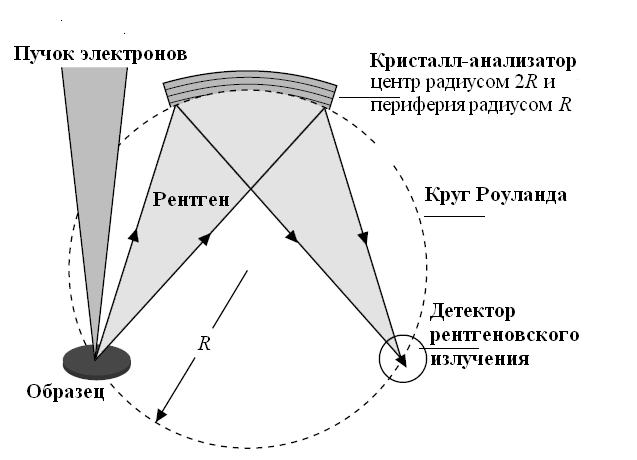 Пучок электронов
Кристалл-анализатор
центр радиусом 2R и
периферия радиусом R
Рентген
Круг Роуланда
Детектор
рентгеновского
излучения
R
Образец